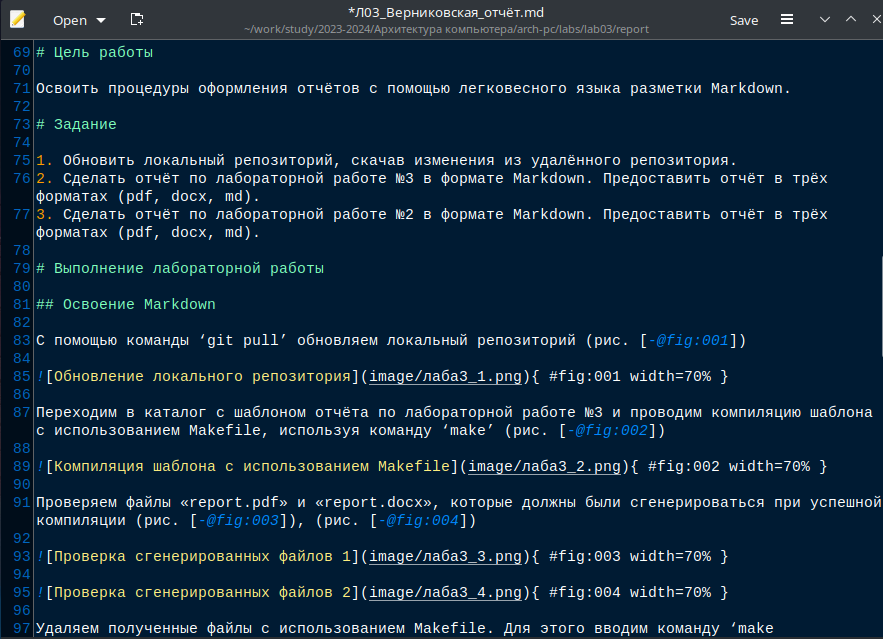 Open
*Л03_Верниковская_отчёт.md
~/work/study/2023-2024/Архитектура компьютера/arch-pc/labs/lab03/report
Save
69 # Цель работы
70
71 Освоить процедуры оформления отчётов с помощью легковесного языка разметки Markdown.
72
73 # Задание
74
75 1. Обновить локальный репозиторий, скачав изменения из удалённого репозитория.
76 2. Сделать отчёт по лабораторной работе №3 в формате Markdown. Предоставить отчёт в трёх
форматах (pdf, docx, md).
77 3. Сделать отчёт по лабораторной работе №2 в формате Markdown. Предоставить отчёт в трёх
форматах (pdf, docx, md).
78
79 # Выполнение лабораторной работы
80
81 ## Освоение Markdown
82
83 С помощью команды ‘git pull’ обновляем локальный репозиторий (рис. [-@fig:001])
84
85 ![Обновление локального репозитория](image/лаба3_1.png){ #fig:001 width=70% }
86
87 Переходим в каталог с шаблоном отчёта по лабораторной работе №3 и проводим компиляцию шаблона
с использованием Makefile, используя команду ‘make’ (рис. [-@fig:002])
88
89 ![Компиляция шаблона с использованием Makefile](image/лаба3_2.png){ #fig:002 width=70% }
90
91 Проверяем файлы «report.pdf» и «report.docx», которые должны были сгенерироваться при успешной
компиляции (рис. [-@fig:003]), (рис. [-@fig:004])
92
93 ![Проверка сгенерированных файлов 1](image/лаба3_3.png){ #fig:003 width=70% }
94
95 ![Проверка сгенерированных файлов 2](image/лаба3_4.png){ #fig:004 width=70% }
96
97 Удаляем полученные файлы с использованием Makefile. Для этого вводим команду ‘make